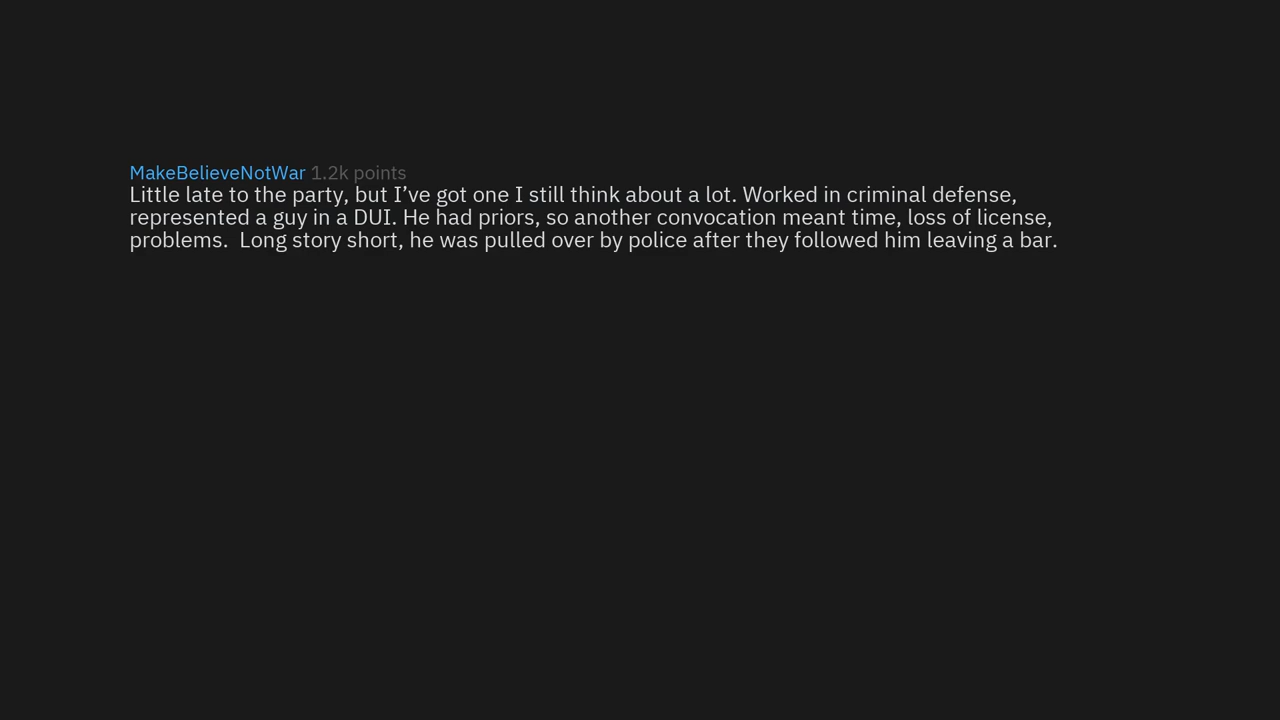 MakeBelieveNotWar 1.2k points
Little late to the party, but I’ve got one I still think about a lot. Worked in criminal defense,
represented a guy in a DUI. He had priors, so another convocation meant time, loss of license,
problems.  Long story short, he was pulled over by police after they followed him leaving a bar.